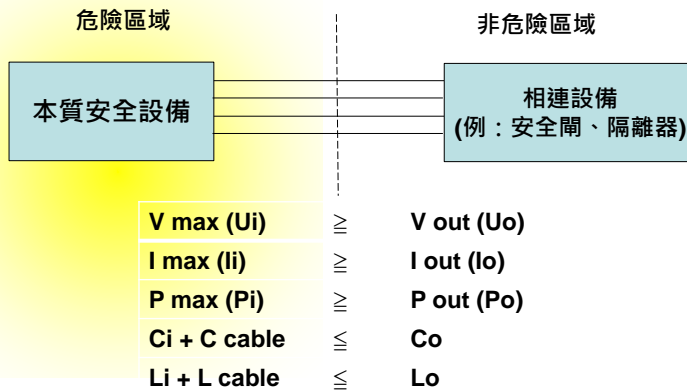 危險區域
非危險區域
本質安全設備
相連設備
(例：安全閘、隔離器)
V max (Ui) ≧ V out (Uo)
I max (Ii) ≧ I out (Io)
P max (Pi) ≧ P out (Po)
Ci + C cable ≦ Co
Li + L cable ≦ Lo